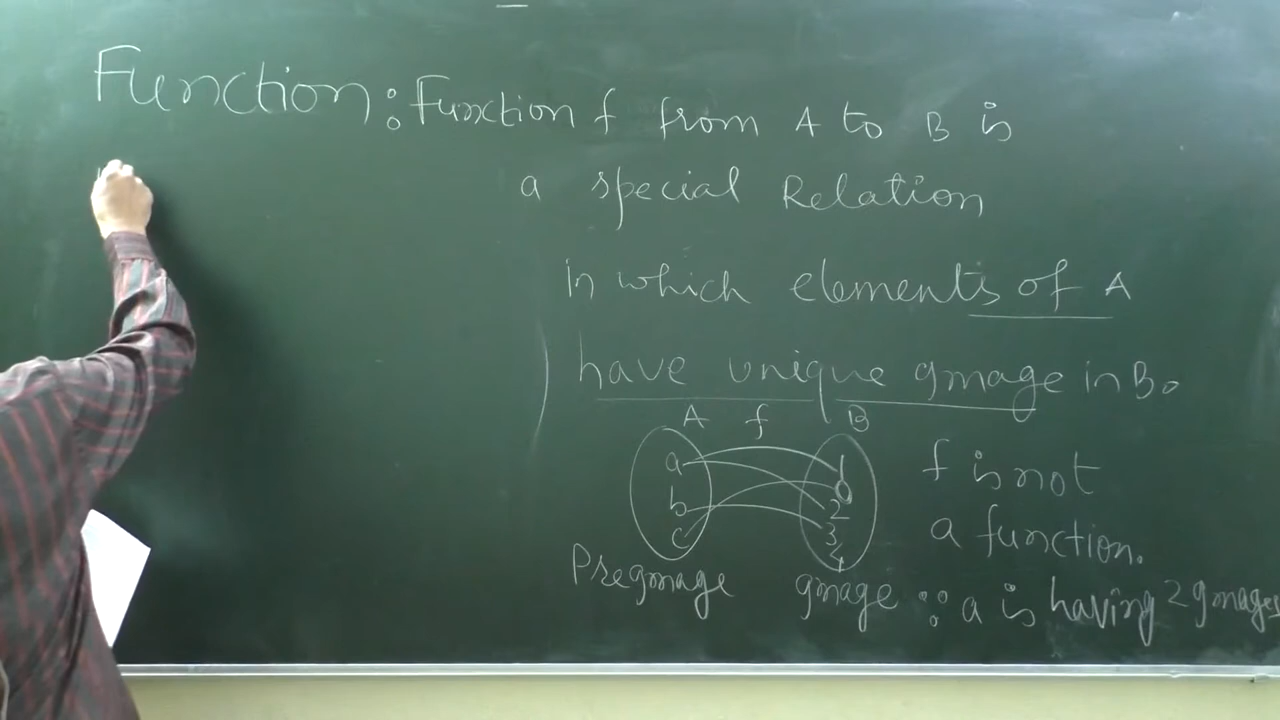 Function: Function f from A to B is
a special Relation
in which elements of A
have unique Image in B.
A f B
a 1
b 2
c 3
4
f is not
a function.
PreImage Image ∵ a is having 2 Images